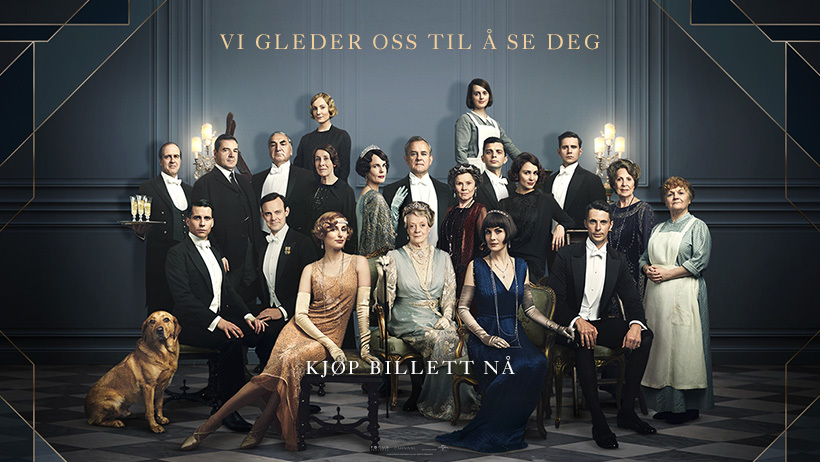 VI GLEDER OSS TIL Å SE DEG
KJØP BILLETT NÅ